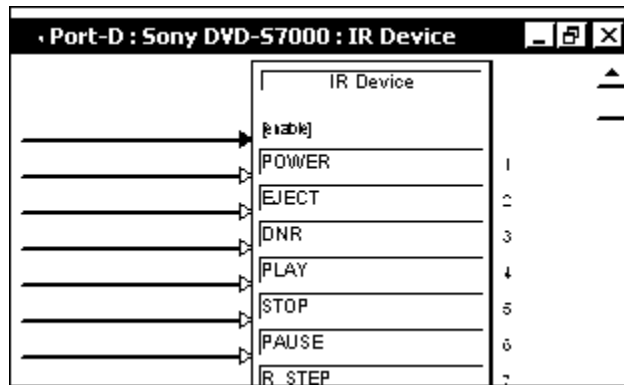 Port-D : Sony DVD-S7000 : IR Device
IR Device
[enable]
POWER 1
EJECT 2
DNR 3
PLAY 4
STOP 5
PAUSE 6
R_STEP 7